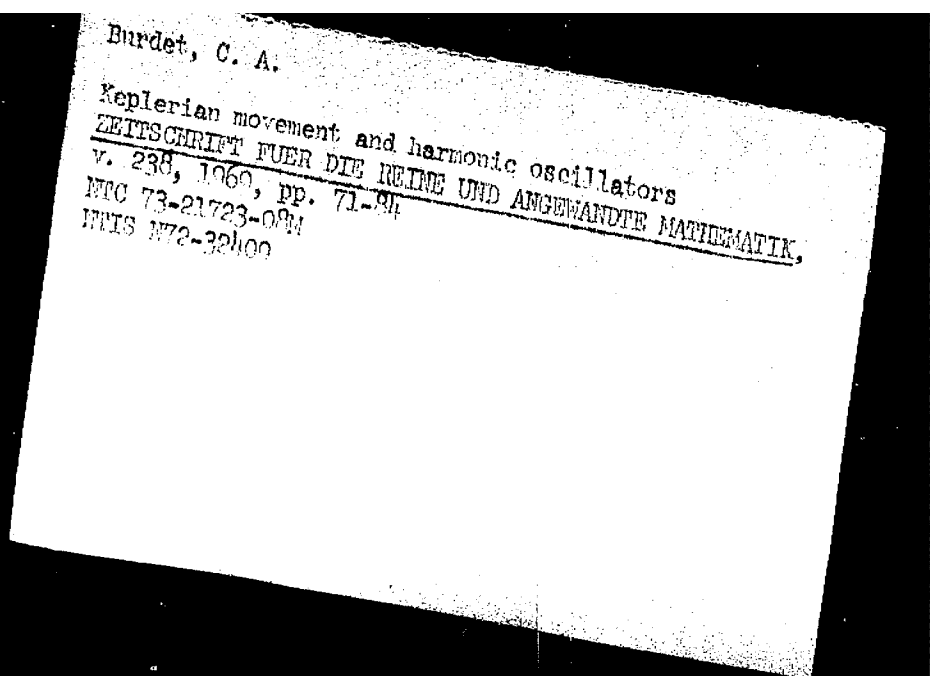 Burdet, C. A.
Keplerian movement and harmonic oscillators
ZEITSCHRIFT FUER DIE REINE UND ANGEWANDTE MATHEMATIK,
v. 238, 1969, pp. 71-84
NTC 73-21723-08M
NTIS N72-32409